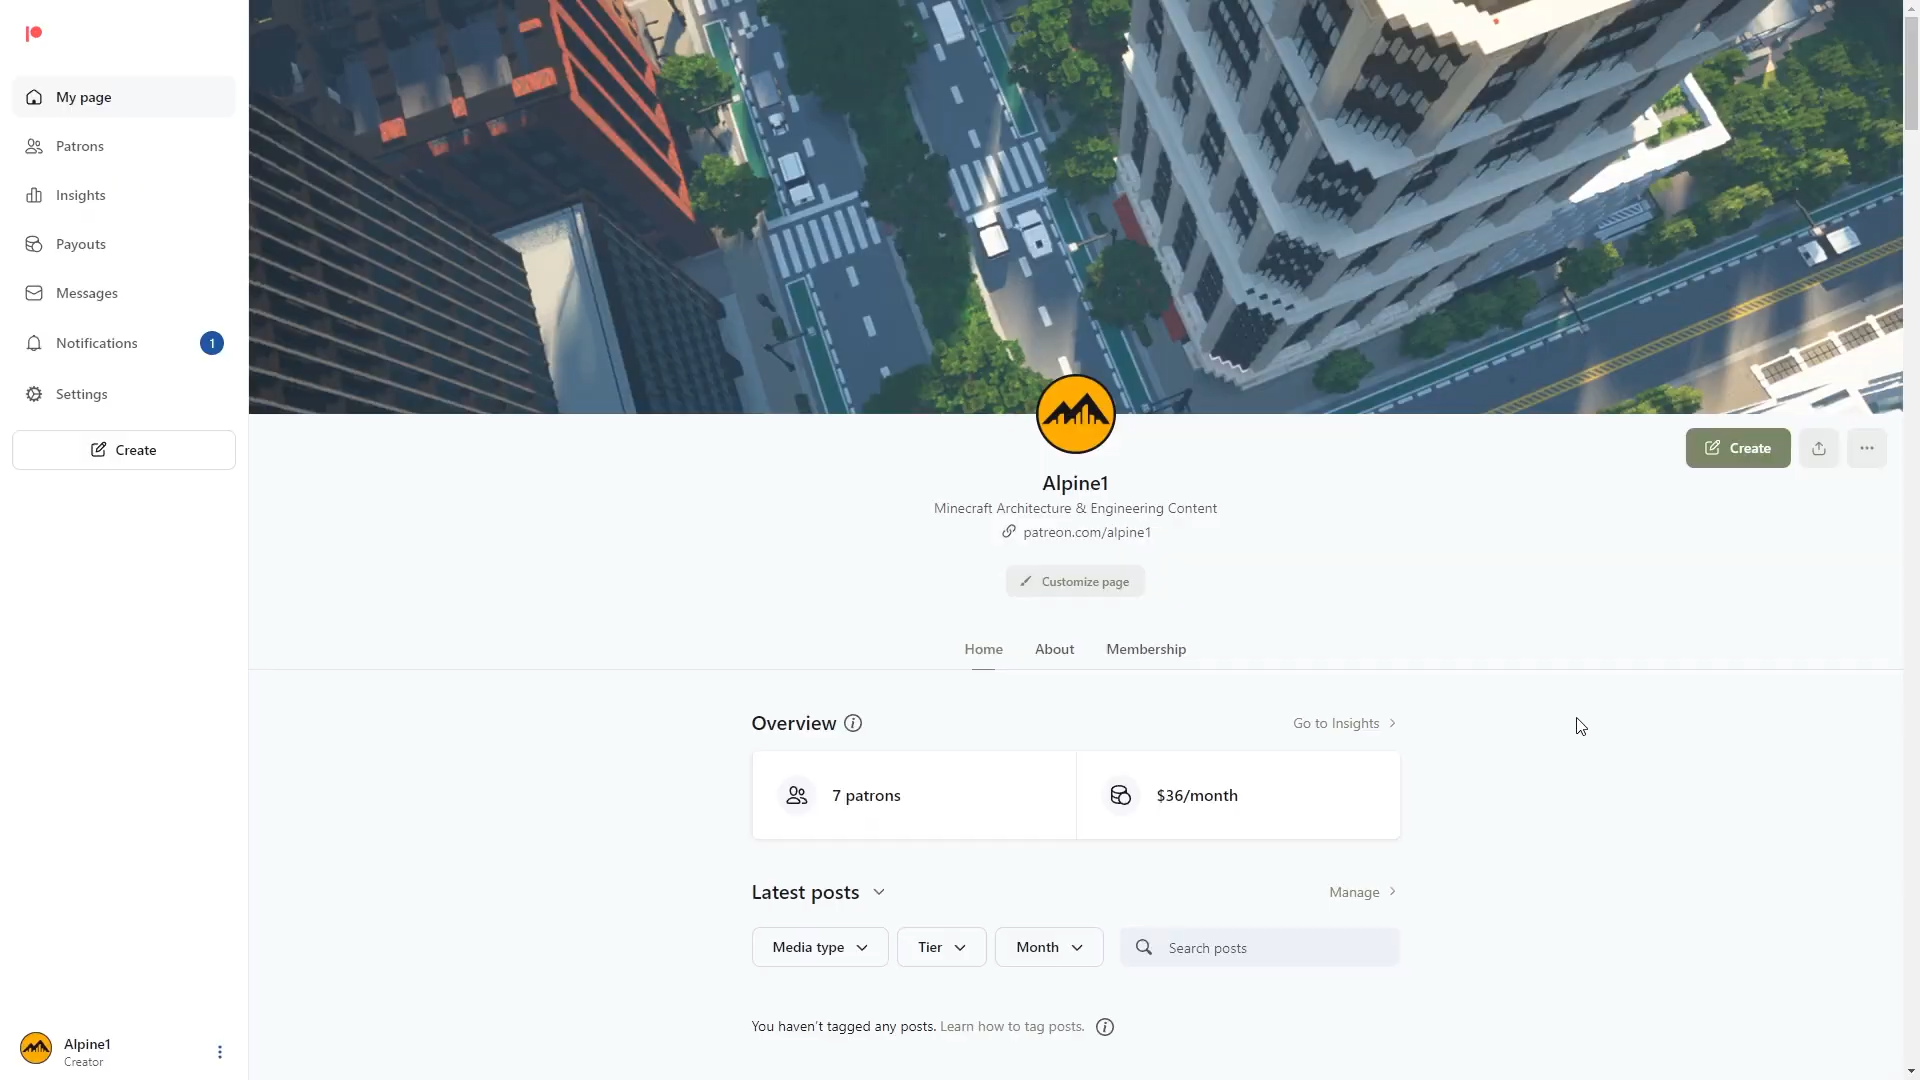 My page
Patrons
Insights
Payouts
Messages
Notifications 1
Settings
Create
Create
Alpine1
Minecraft Architecture & Engineering Content
patreon.com/alpine1
Customize page
Home About Membership
Overview Go to Insights
7 patrons $36/month
Latest posts Manage
Media type Tier Month Search posts
You haven't tagged any posts. Learn how to tag posts.
Alpine1
Creator